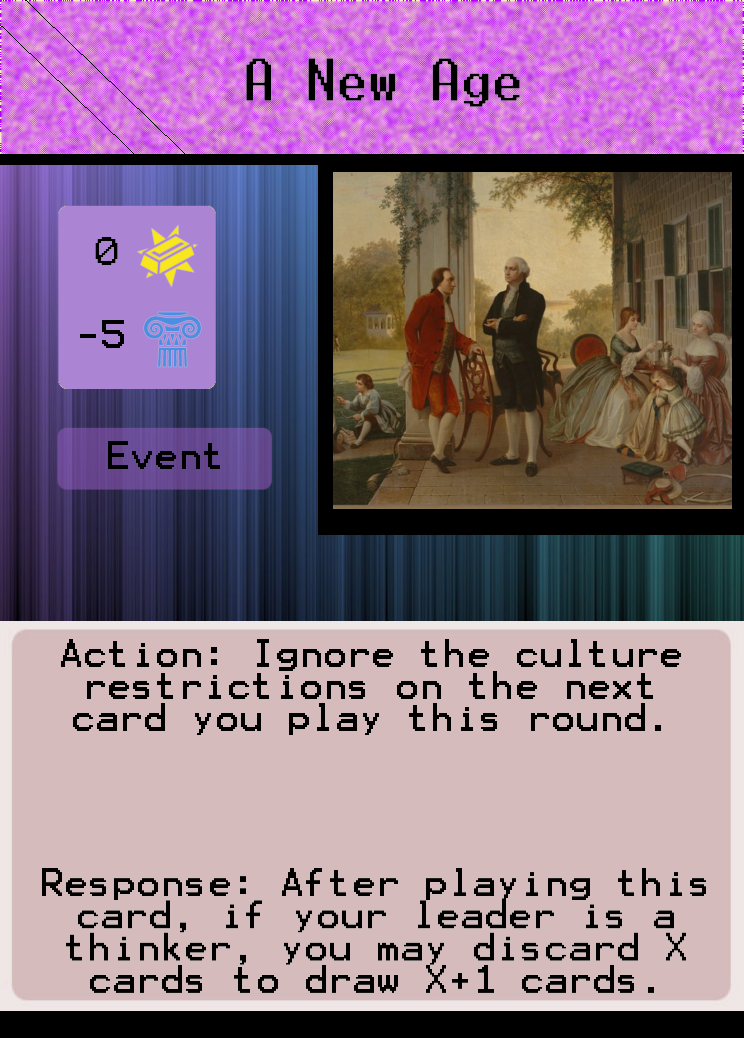 A New Age
0
-5
Event
Action: Ignore the culture
restrictions on the next
card you play this round.
Response: After playing this
card, if your leader is a
thinker, you may discard X
cards to draw X+1 cards.